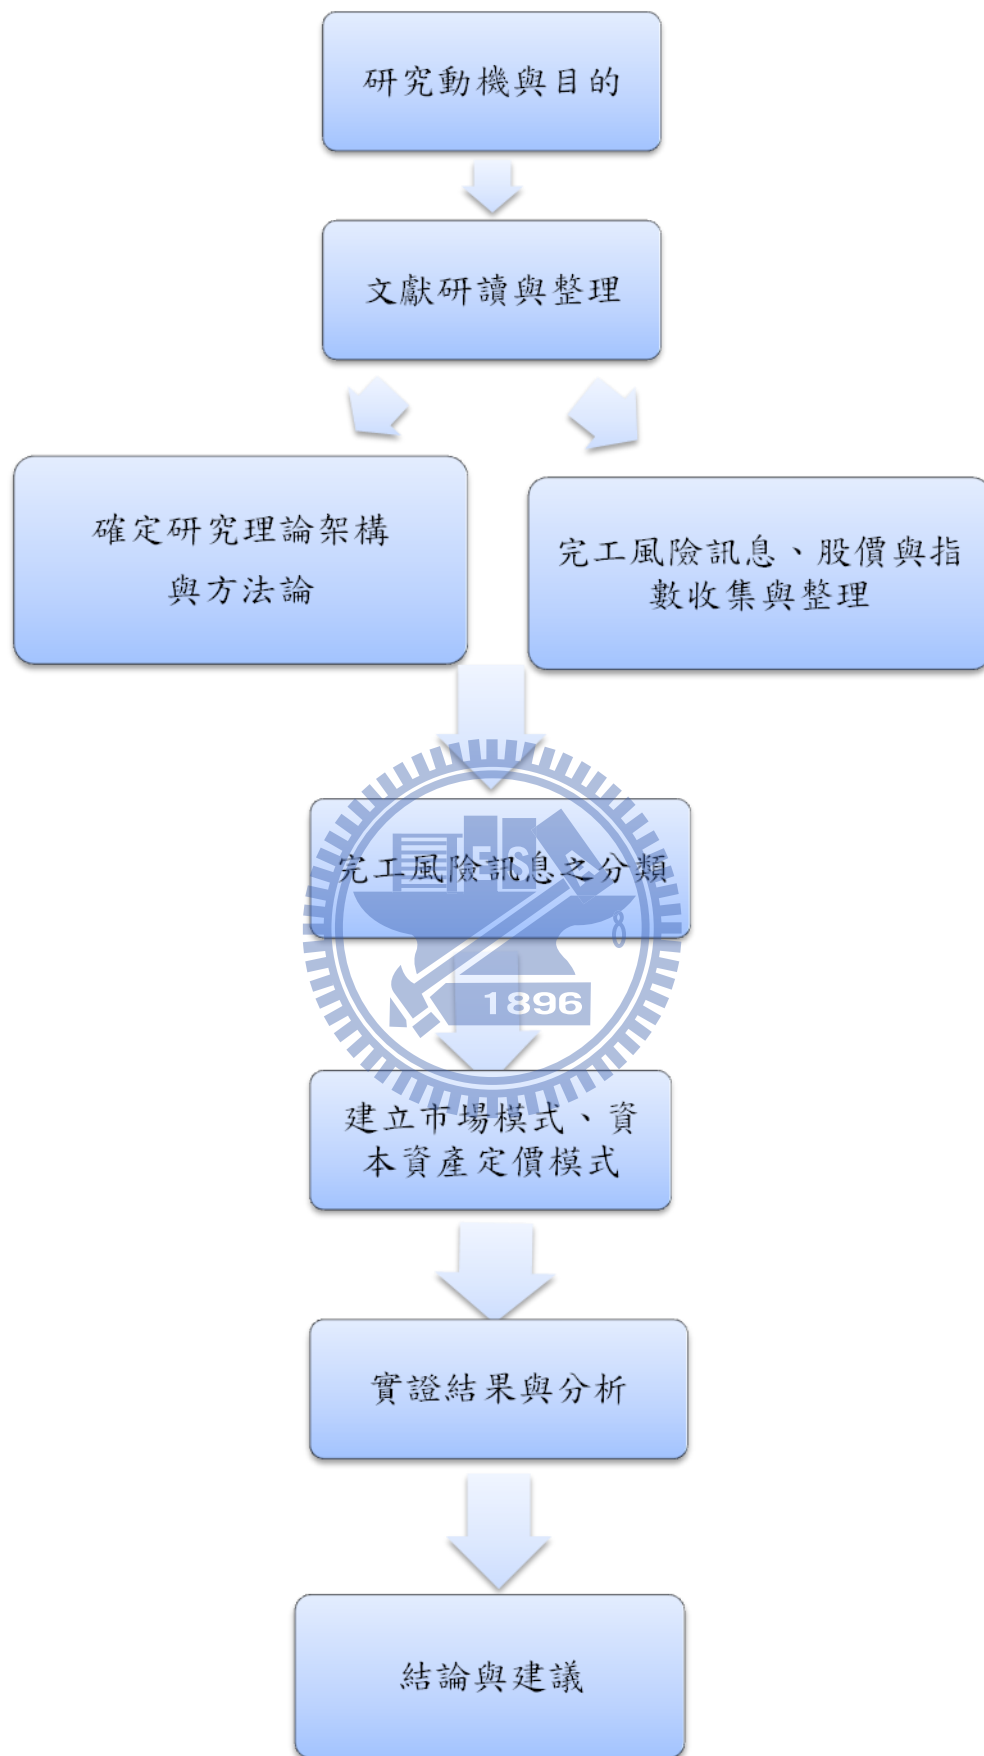 研究動機與目的
文獻研讀與整理
確定研究理論架構
與方法論
完工風險訊息、股價與指
數收集與整理
完工風險訊息之分類
ES
1896
建立市場模式、資
本資產定價模式
實證結果與分析
結論與建議